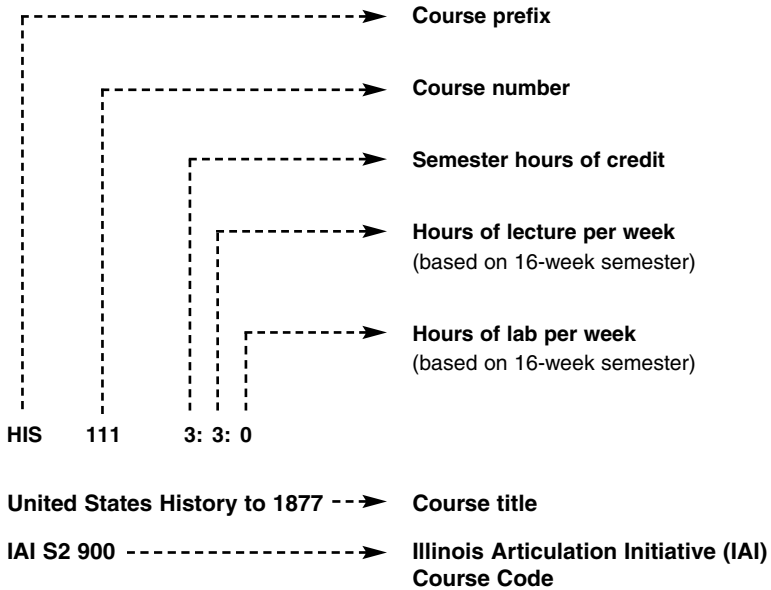 Course prefix
Course number
Semester hours of credit
Hours of lecture per week
(based on 16-week semester)
Hours of lab per week
(based on 16-week semester)
HIS 111 3: 3: 0
United States History to 1877 Course title
IAI S2 900 Illinois Articulation Initiative (IAI)
Course Code